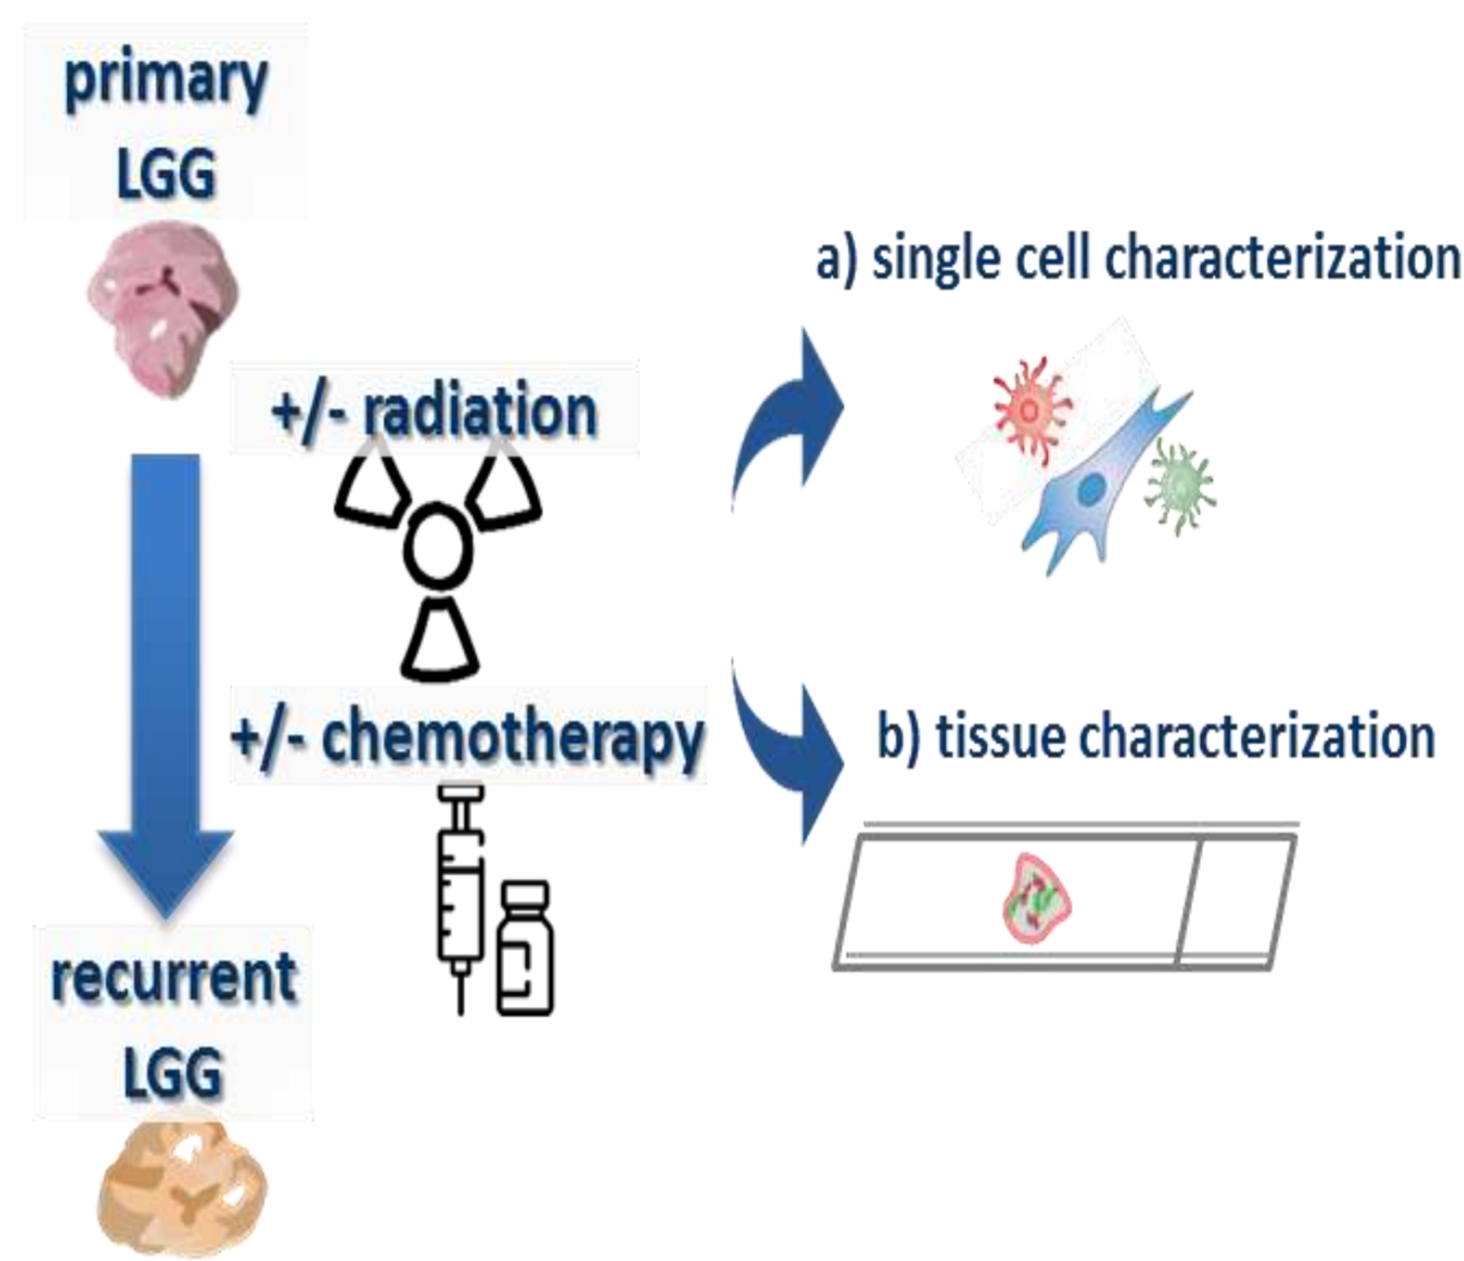 primary
LGG
+/- radiation
+/- chemotherapy
recurrent
LGG
a) single cell characterization
b) tissue characterization